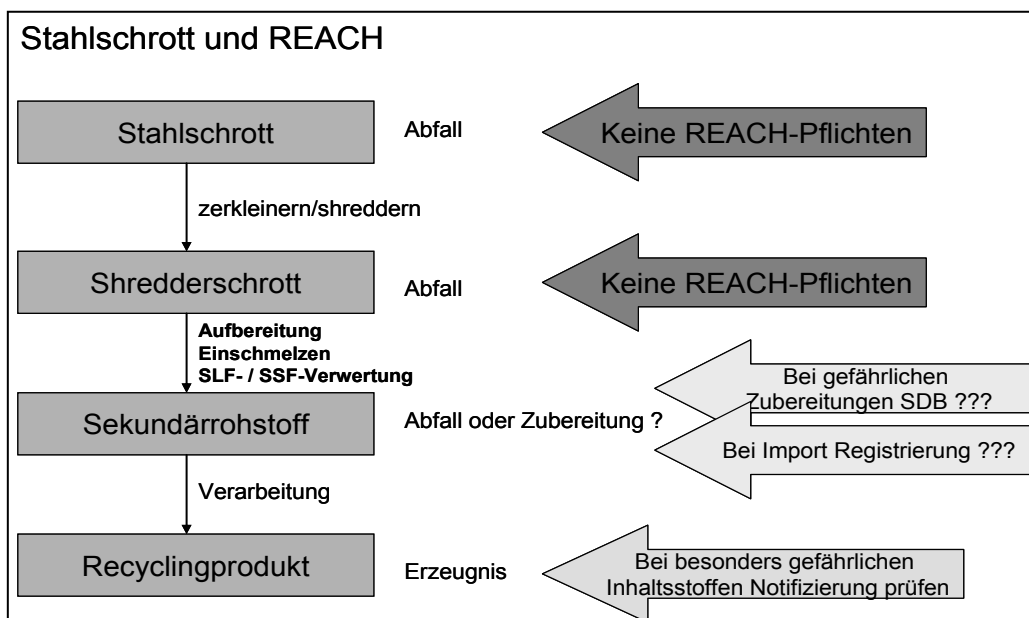 Stahlschrott und REACH
Stahlschrott
Abfall
Keine REACH-Pflichten
zerkleinern/shreddern
Shredderschrott
Abfall
Keine REACH-Pflichten
Aufbereitung
Einschmelzen
SLF- / SSF-Verwertung
Bei gefährlichen
Zubereitungen SDB ???
Sekundärrohstoff
Abfall oder Zubereitung ?
Bei Import Registrierung ???
Verarbeitung
Recyclingprodukt
Erzeugnis
Bei besonders gefährlichen
Inhaltsstoffen Notifizierung prüfen